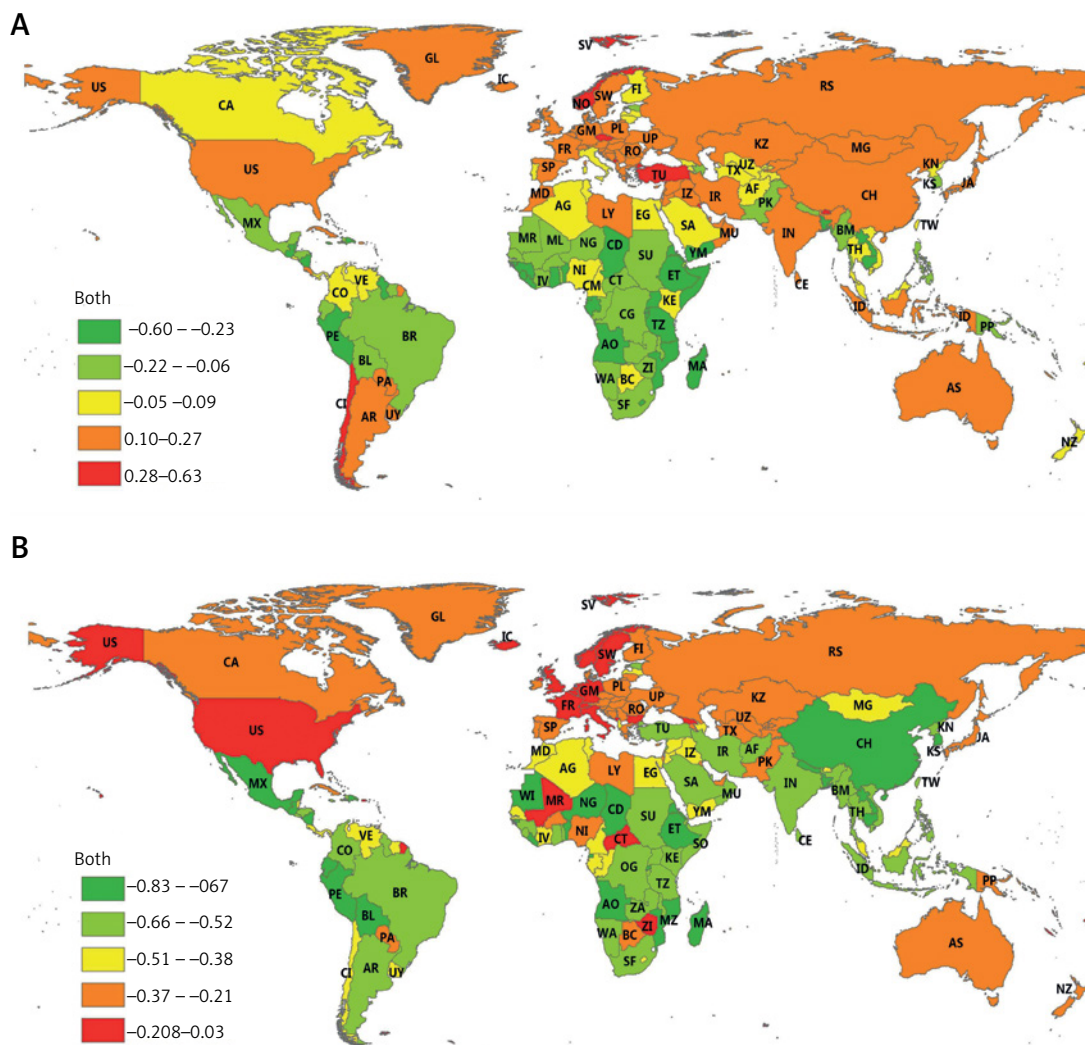 A
SV
GL
IC
US
CA
US
NO
SW
FI
RS
GM
PL
UP
FR
RO
KZ
MG
SP
TU
UZ
TX
KN
KS
JA
MD
AG
LY
EG
IZ
IR
AF
PK
CH
MX
SA
MU
IN
BM
TW
MR
ML
NG
CD
SU
YM
TH
VE
CO
IV
NI
CM
CT
ET
KE
CE
ID
ID
PP
PE
BR
CG
TZ
BL
AO
ZI
MA
PA
WA
BC
AS
CI
AR
UY
SF
NZ
Both
–0.60 – –0.23
–0.22 – –0.06
–0.05 –0.09
0.10–0.27
0.28–0.63
B
SV
GL
IC
US
CA
SW
FI
RS
US
GM
PL
UP
FR
RO
KZ
MG
SP
TU
UZ
TX
KN
KS
JA
CH
MD
AG
LY
EG
IZ
IR
AF
PK
MX
WI
MR
NG
CD
SU
SA
MU
YM
IN
BM
TW
TH
VE
CO
IV
NI
CT
ET
SO
KE
CE
ID
PP
PE
BR
OG
TZ
BL
AO
ZA
MZ
MA
PA
WA
BC
ZI
AS
CI
AR
UY
SF
NZ
Both
–0.83 – –067
–0.66 – –0.52
–0.51 – –0.38
–0.37 – –0.21
–0.208–0.03